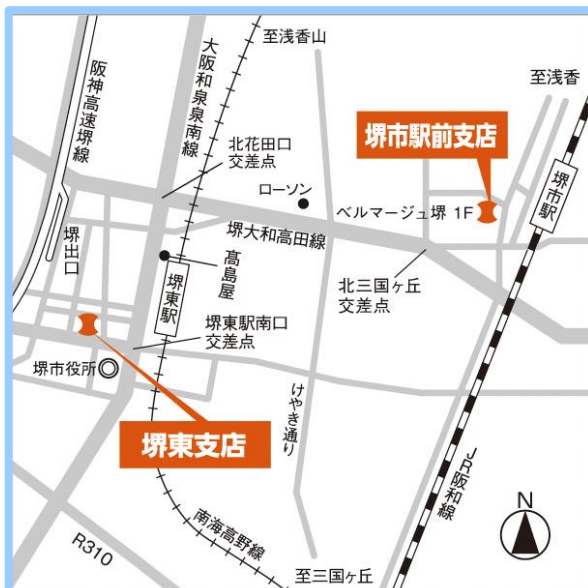 至浅香山
大阪和泉泉南線
阪神高速堺線
至浅香
堺市駅前支店
北花田口
交差点
ローソン
ベルマージュ堺 1F
堺市駅
堺大和高田線
堺出口
髙島屋
堺東駅
北三国ヶ丘
交差点
堺東駅南口
交差点
堺市役所
けやき通り
堺東支店
JR阪和線
N
南海高野線
R310
至三国ヶ丘